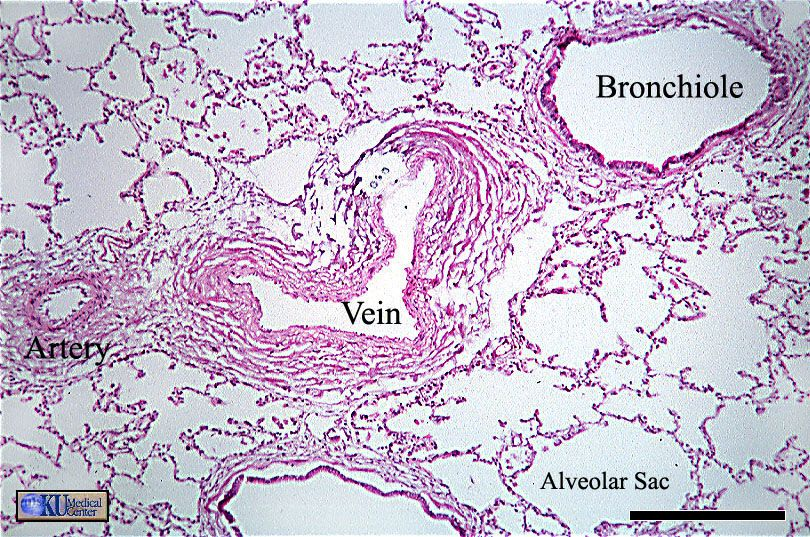 Bronchiole
Vein
Artery
Alveolar Sac
KU Medical
Center